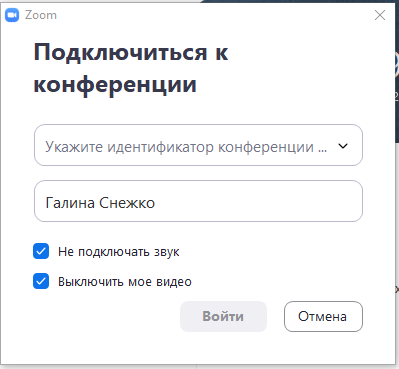 Zoom
Подключиться к
конференции
Укажите идентификатор конференции ...
Галина Снежко
Не подключать звук
Выключить мое видео
Войти
Отмена